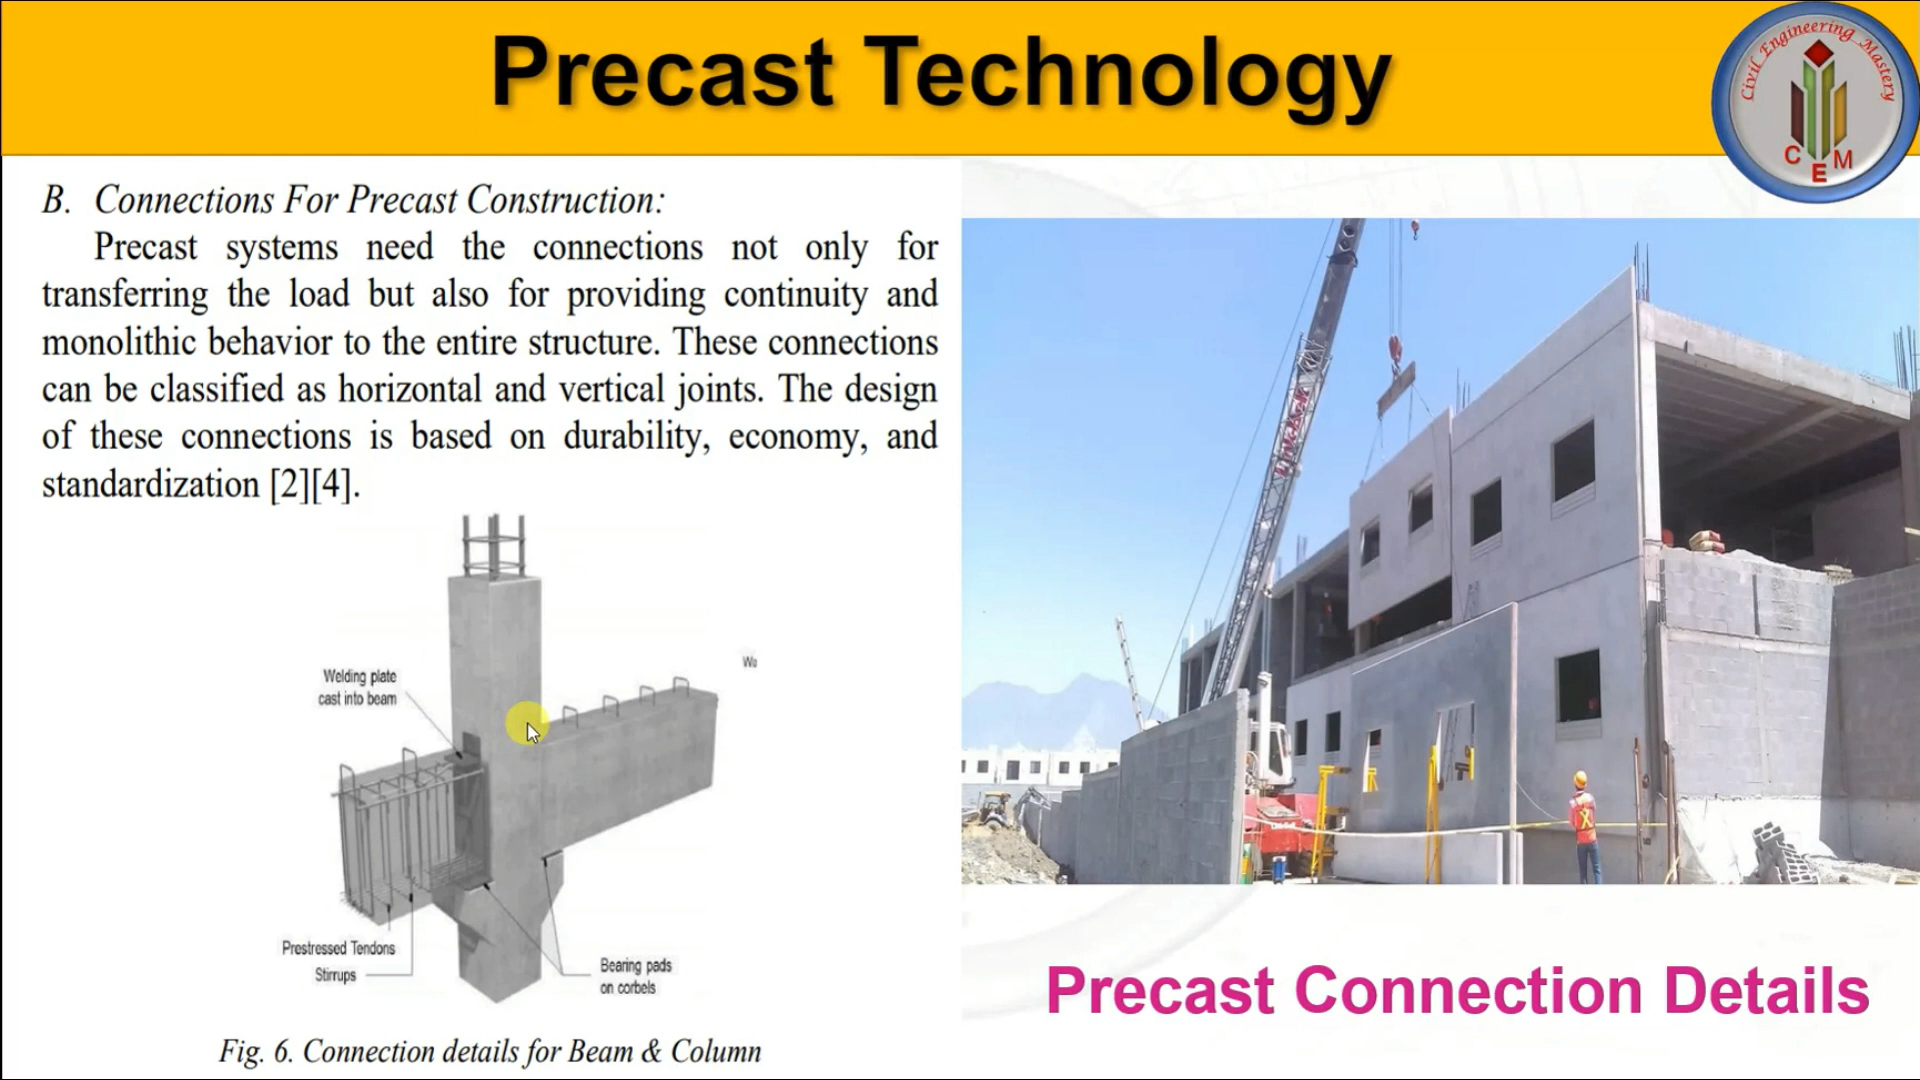 Precast Technology
Civil Engineering Mastery
C E M
B. Connections For Precast Construction:
Precast systems need the connections not only for
transferring the load but also for providing continuity and
monolithic behavior to the entire structure. These connections
can be classified as horizontal and vertical joints. The design
of these connections is based on durability, economy, and
standardization [2][4].
Welding plate
cast into beam
Prestressed Tendons
Stirrups
Bearing pads
on corbels
Fig. 6. Connection details for Beam & Column
Precast Connection Details